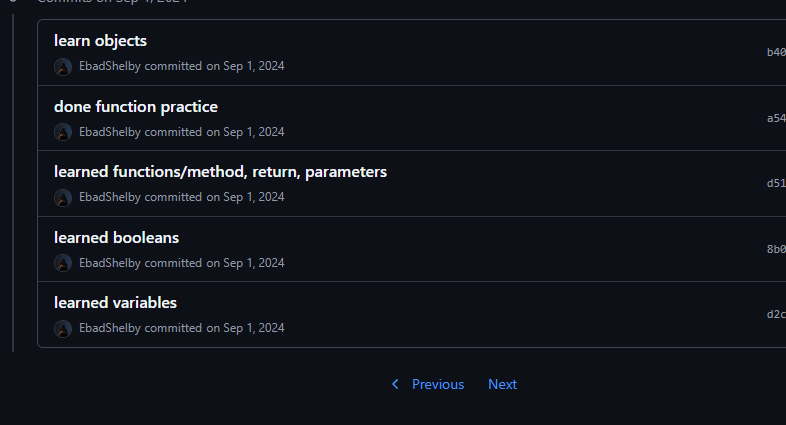 Commits on Sep 1, 2024
learn objects
EbadShelby committed on Sep 1, 2024
b40
done function practice
EbadShelby committed on Sep 1, 2024
a54
learned functions/method, return, parameters
EbadShelby committed on Sep 1, 2024
d51
learned booleans
EbadShelby committed on Sep 1, 2024
8b0
learned variables
EbadShelby committed on Sep 1, 2024
d2c
Previous Next